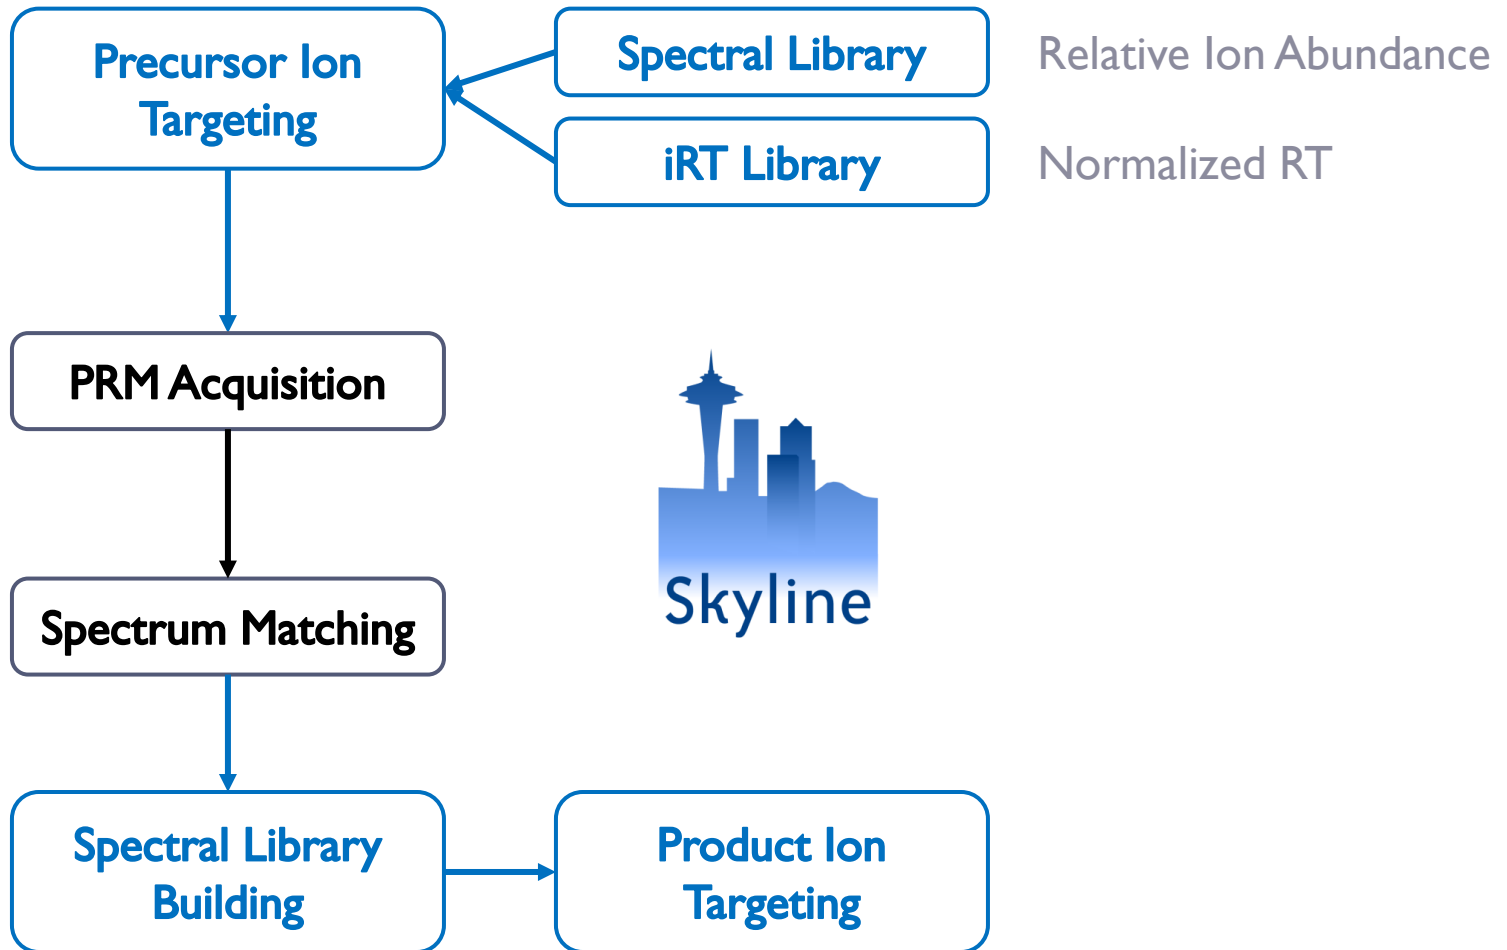 Precursor Ion
Targeting
Spectral Library
Relative Ion Abundance
iRT Library
Normalized RT
PRM Acquisition
Spectrum Matching
Skyline
Spectral Library
Building
Product Ion
Targeting